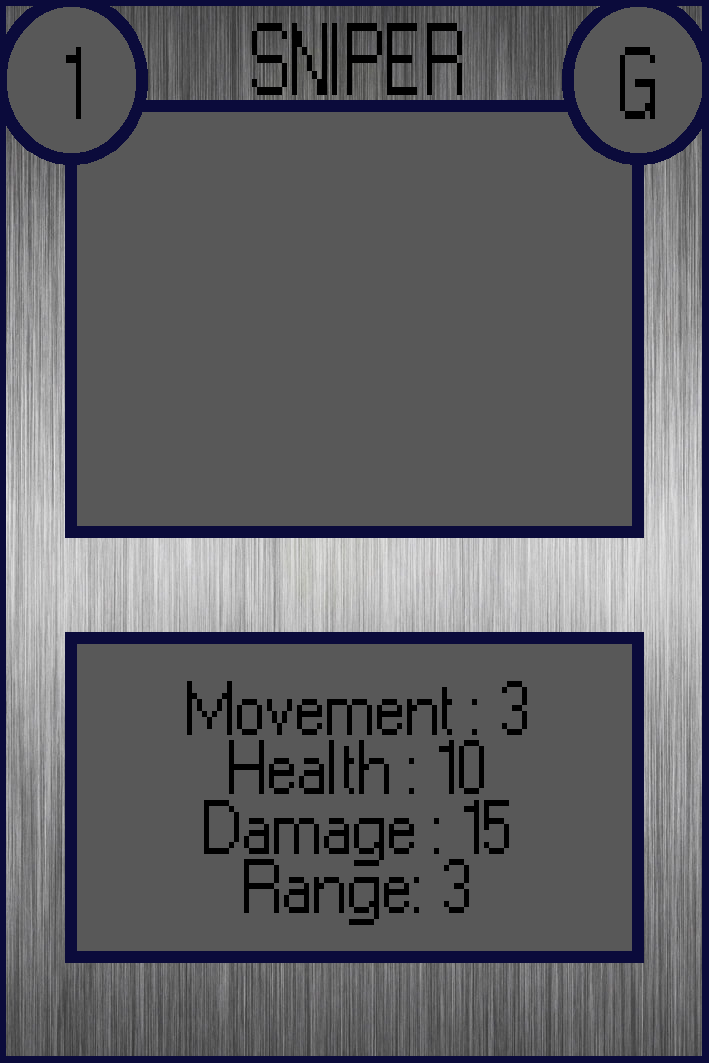 1
SNIPER
G
Movement : 3
Health : 10
Damage : 15
Range: 3